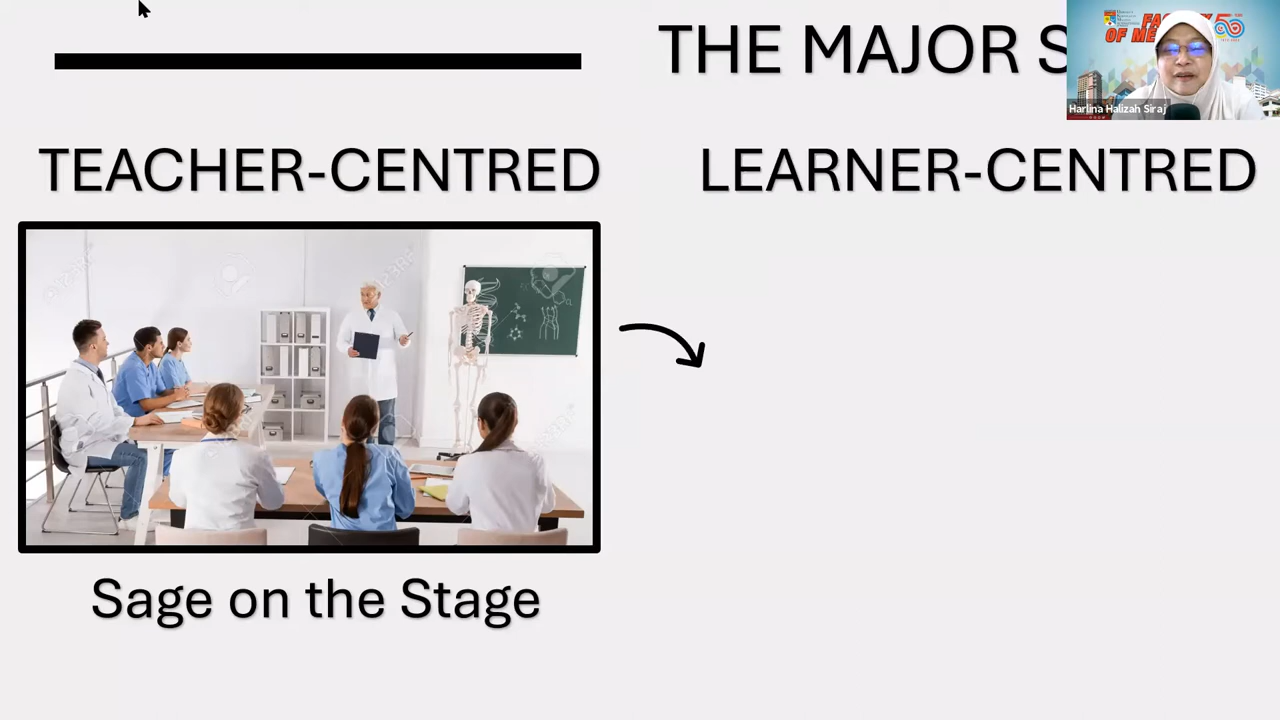 THE MAJOR S
Harlina Halizah Siraj
TEACHER-CENTRED
LEARNER-CENTRED
Sage on the Stage